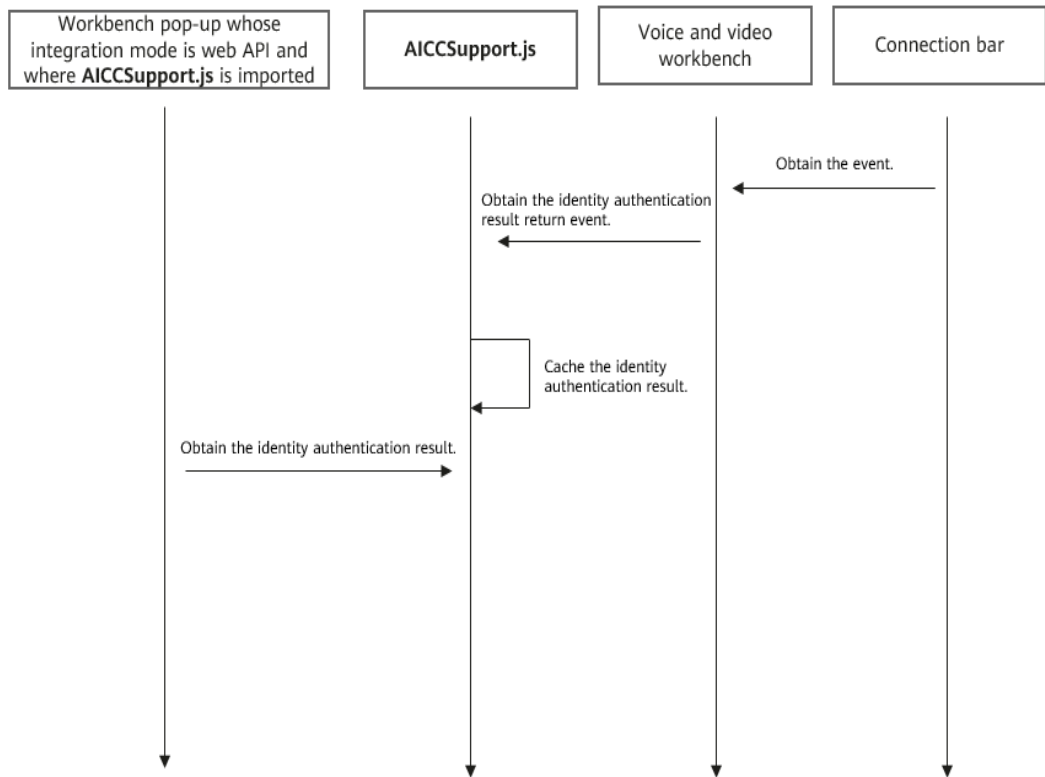 Workbench pop-up whose
integration mode is web API and
where AICCSupport.js is imported
AICCSupport.js
Voice and video
workbench
Connection bar
Obtain the event.
Obtain the identity authentication
result return event.
Cache the identity
authentication result.
Obtain the identity authentication result.